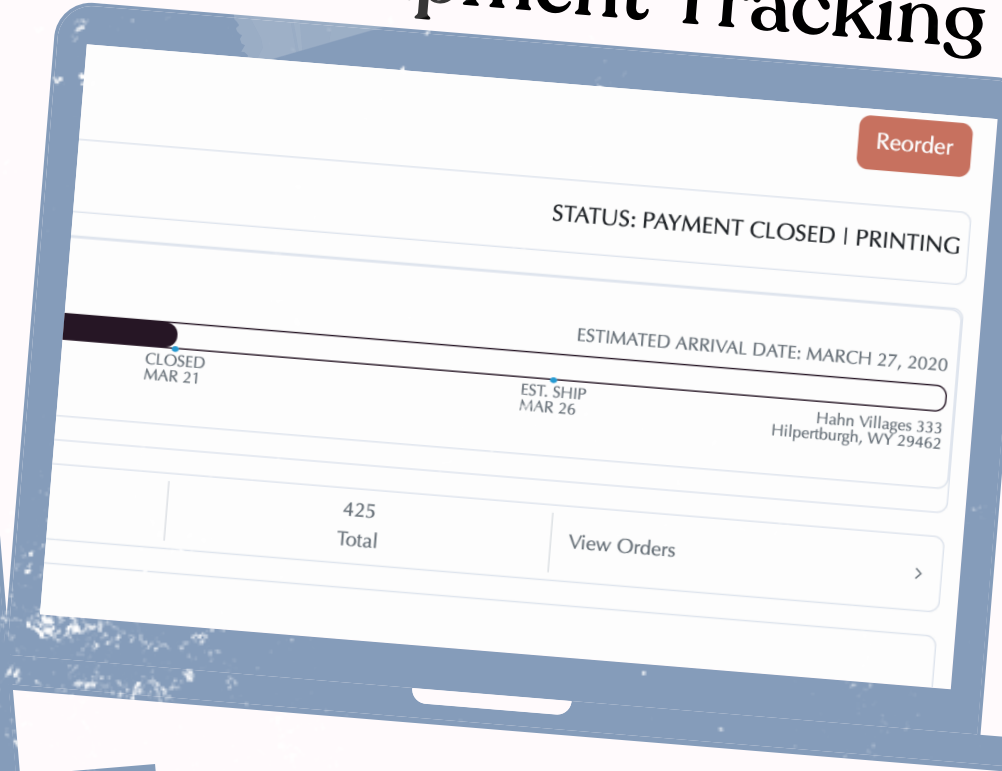 pment Tracking
Reorder
STATUS: PAYMENT CLOSED | PRINTING
ESTIMATED ARRIVAL DATE: MARCH 27, 2020
CLOSED
MAR 21
EST. SHIP
MAR 26
Hahn Villages 333
Hilpertburgh, WY 29462
425
Total
View Orders